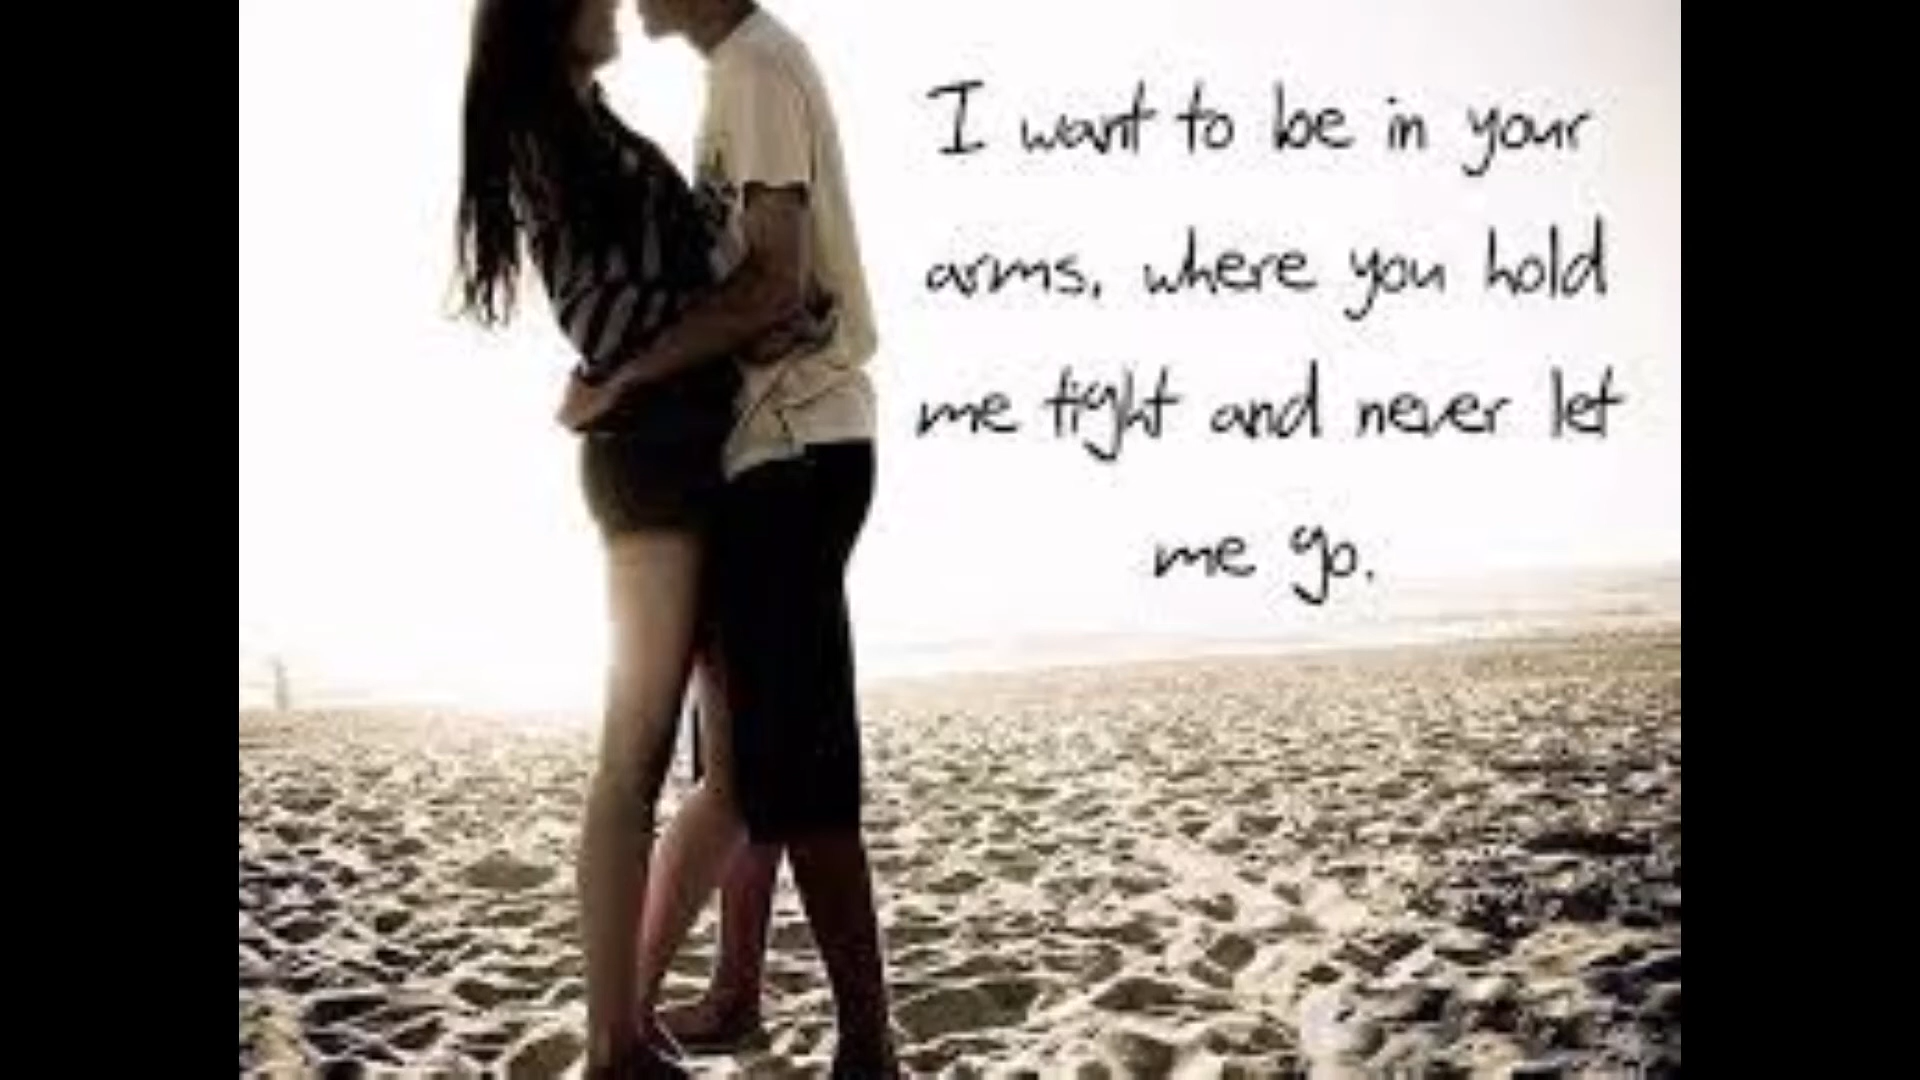 I want to be in your
arms, where you hold
me tight and never let
me go.